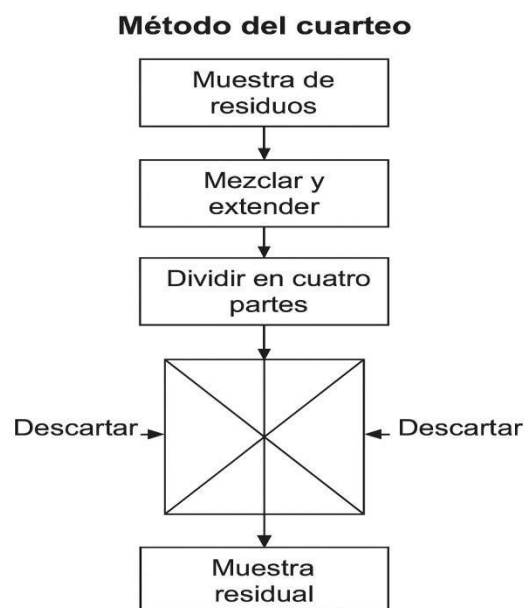 Método del cuarteo
Muestra de
residuos
Mezclar y
extender
Dividir en cuatro
partes
Descartar
Descartar
Muestra
residual